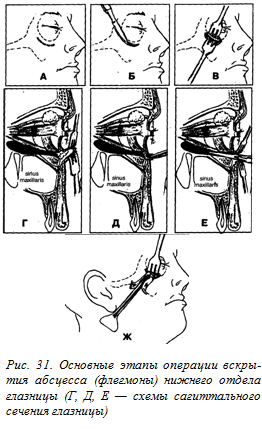 А Б В
sinus
maxillaris
sinus
maxillaris
sinus
maxillaris
Г Д Е
Ж
Рис. 31. Основные этапы операции вскры-
тия абсцесса (флегмоны) нижнего отдела
глазницы (Г, Д, Е — схемы сагиттального
сечения глазницы)